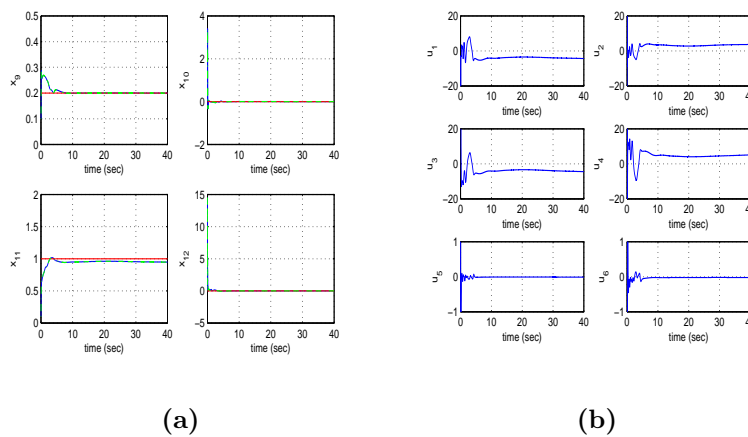 0.5
0.4
0.3
0.2
0.1
0
x9
0 10 20 30 40
time (sec)
4
2
0
−2
x10
0 10 20 30 40
time (sec)
2
1.5
1
0.5
0
x11
0 10 20 30 40
time (sec)
15
10
5
0
−5
x12
0 10 20 30 40
time (sec)
(a)
20
0
−20
u1
0 10 20 30 40
time (sec)
20
0
−20
u2
0 10 20 30 40
time (sec)
20
0
−20
u3
0 10 20 30 40
time (sec)
20
0
−20
u4
0 10 20 30 40
time (sec)
1
0
−1
u5
0 10 20 30 40
time (sec)
1
0
−1
u6
0 10 20 30 40
time (sec)
(b)